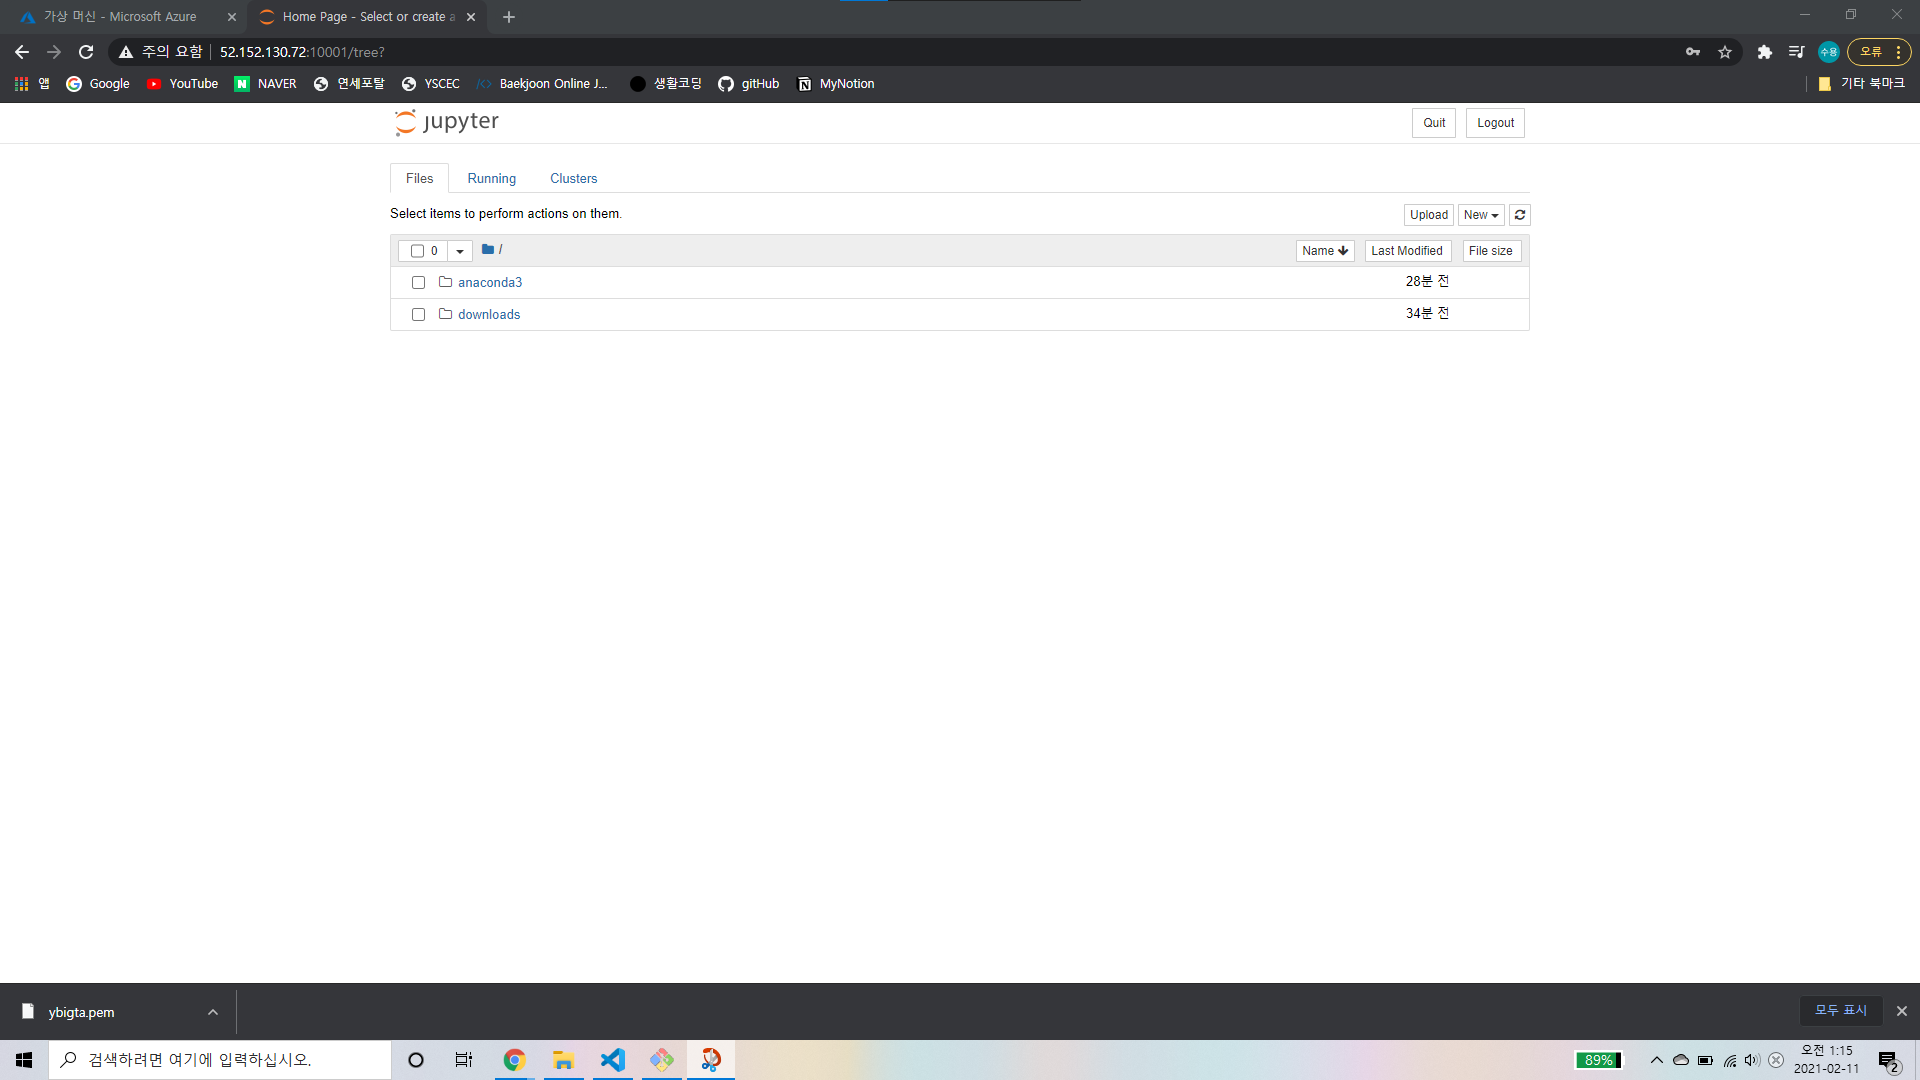 가상 머신 - Microsoft Azure
Home Page - Select or create a
주의 요함 52.152.130.72:10001/tree?
수용
오류
앱 Google YouTube NAVER 연세포탈 YSCEC Baekjoon Online J... 생활코딩 gitHub MyNotion 기타 북마크
jupyter
Quit Logout
Files Running Clusters
Select items to perform actions on them.
Upload New
0 / Name Last Modified File size
anaconda3 28분 전
downloads 34분 전
ybigta.pem
모두 표시
검색하려면 여기에 입력하십시오.
89%
오전 1:15
2021-02-11
2